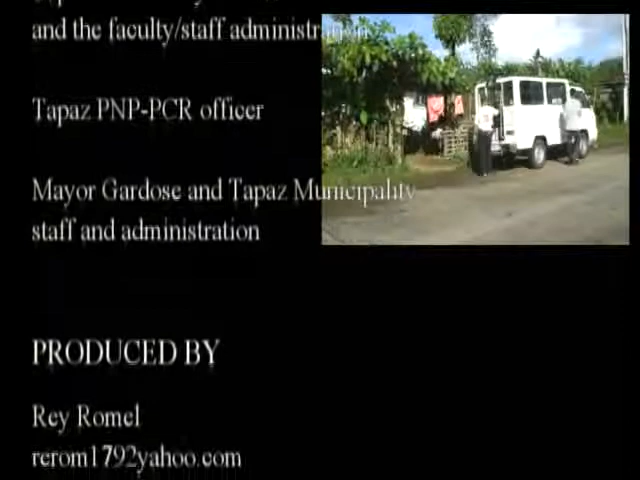 and the faculty/staff administration
Tapaz PNP-PCR officer
Mayor Gardose and Tapaz Municipality
staff and administration
PRODUCED BY
Rey Romel
rerom1792yahoo.com